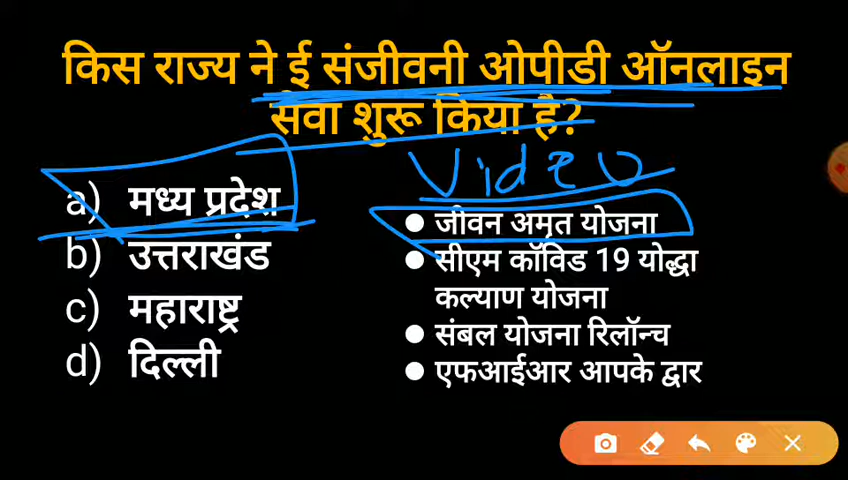 किस राज्य ने ई संजीवनी ओपीडी ऑनलाइन
सेवा शुरू किया है?
a) मध्य प्रदेश
b) उत्तराखंड
c) महाराष्ट्र
d) दिल्ली
Video
● जीवन अमृत योजना
● सीएम कॉविड 19 योद्धा
कल्याण योजना
● संबल योजना रिलॉन्च
● एफआईआर आपके द्वार